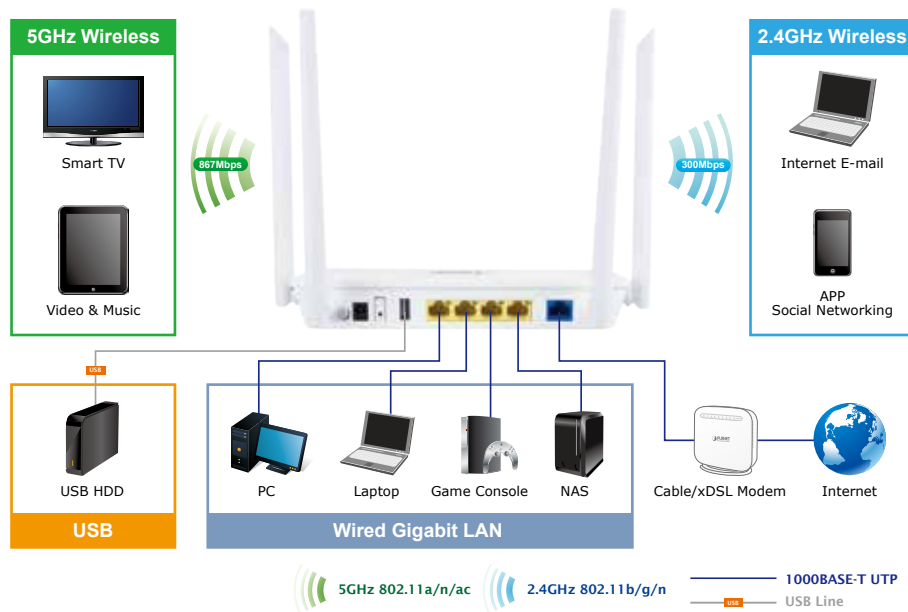 5GHz Wireless
Smart TV
Video & Music
867Mbps
300Mbps
2.4GHz Wireless
Internet E-mail
APP
Social Networking
USB
USB HDD
USB
PC
Laptop
Game Console
NAS
Wired Gigabit LAN
Cable/xDSL Modem
Internet
PLANET
5GHz 802.11a/n/ac
2.4GHz 802.11b/g/n
1000BASE-T UTP
USB
USB Line